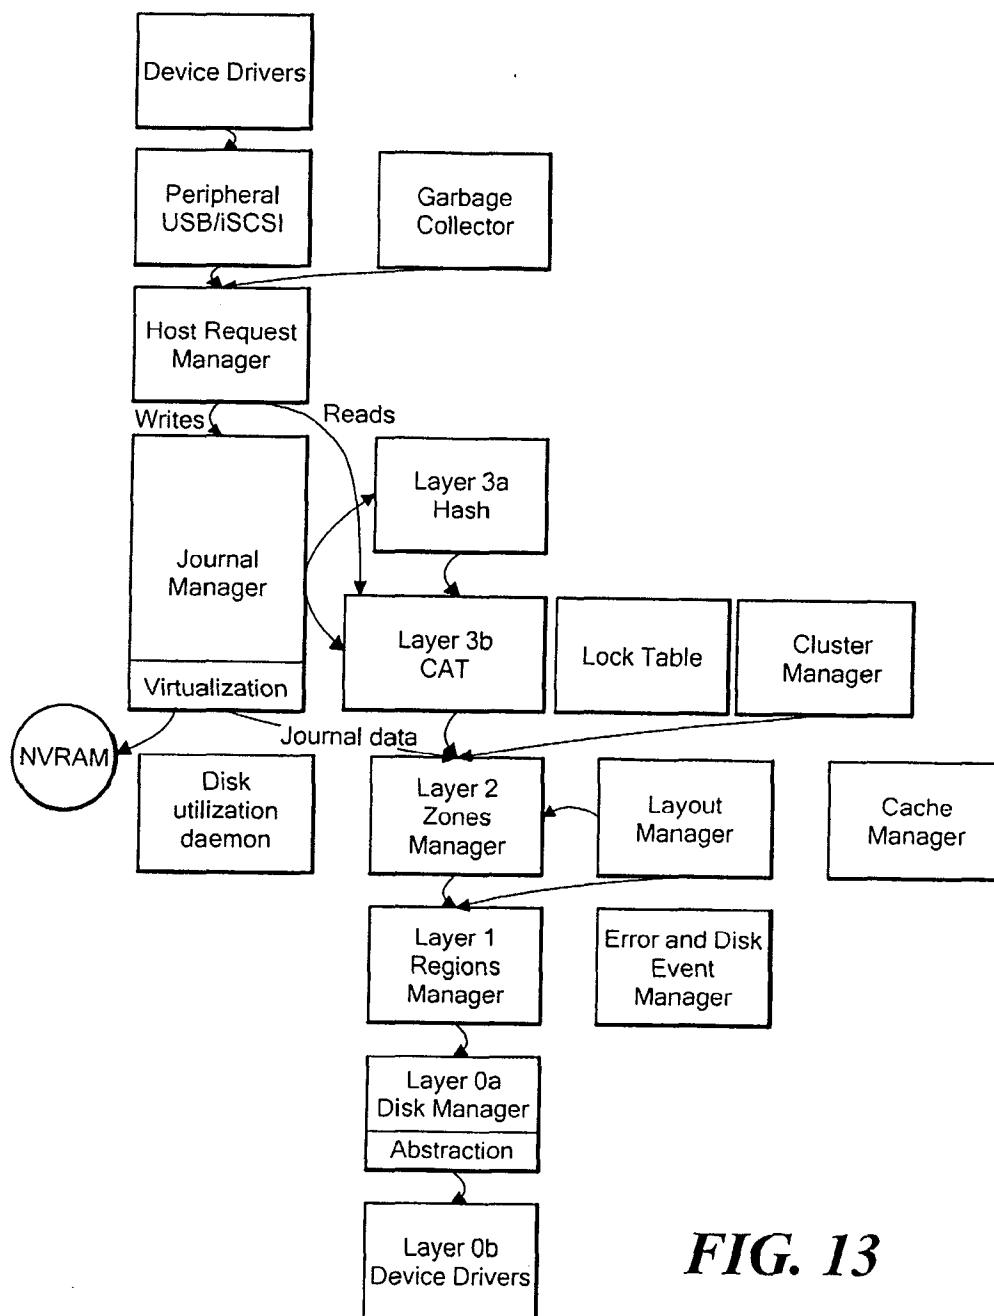 Device Drivers
Peripheral
USB/iSCSI
Garbage
Collector
Host Request
Manager
Writes
Reads
Layer 3a
Hash
Journal
Manager
Virtualization
Layer 3b
CAT
Lock Table
Cluster
Manager
NVRAM
Journal data
Disk
utilization
daemon
Layer 2
Zones
Manager
Layout
Manager
Cache
Manager
Layer 1
Regions
Manager
Error and Disk
Event
Manager
Layer 0a
Disk Manager
Abstraction
Layer 0b
Device Drivers
FIG. 13